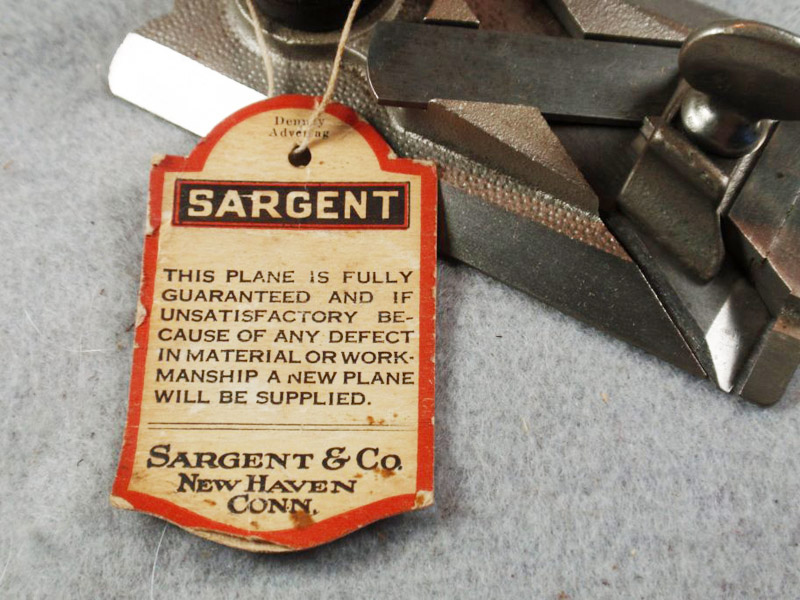 SARGENT
THIS PLANE IS FULLY
GUARANTEED AND IF
UNSATISFACTORY BE-
CAUSE OF ANY DEFECT
IN MATERIAL OR WORK-
MANSHIP A NEW PLANE
WILL BE SUPPLIED.
SARGENT & CO.
NEW HAVEN
CONN.